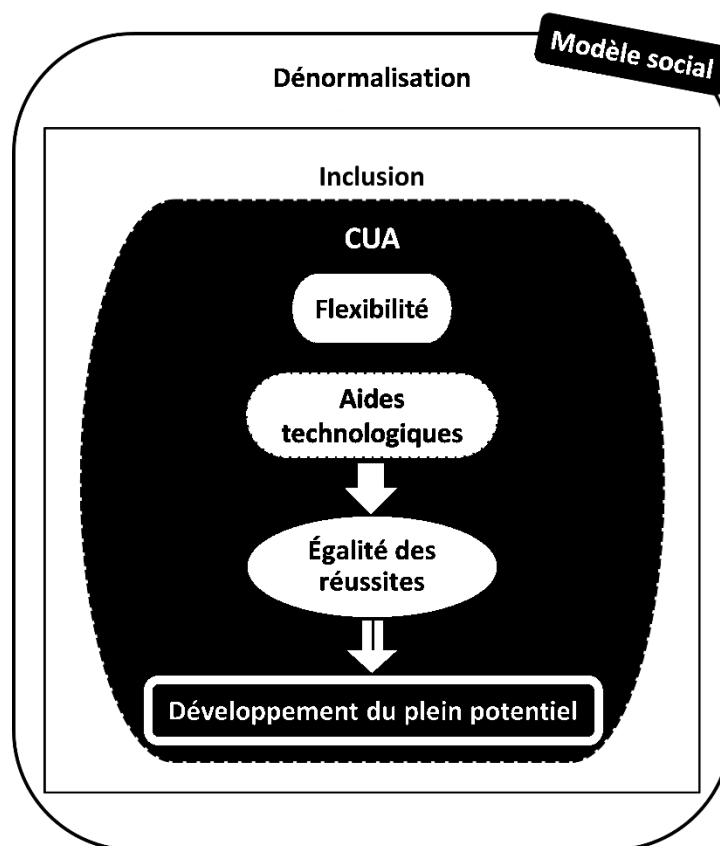 Modèle social
Dénormalisation
Inclusion
CUA
Flexibilité
Aides
technologiques
Égalité des
réussites
Développement du plein potentiel